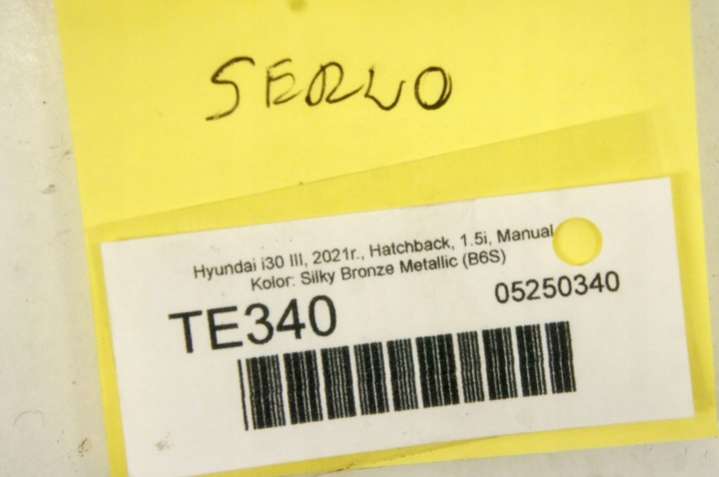 SERWO
Hyundai i30 III, 2021r., Hatchback, 1.5i, Manual
Kolor: Silky Bronze Metallic (B6S)
TE340
05250340